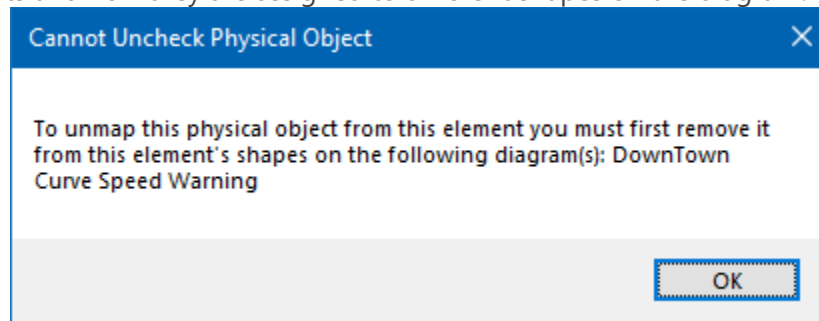 Cannot Uncheck Physical Object
To unmap this physical object from this element you must first remove it
from this element's shapes on the following diagram(s): DownTown
Curve Speed Warning
OK